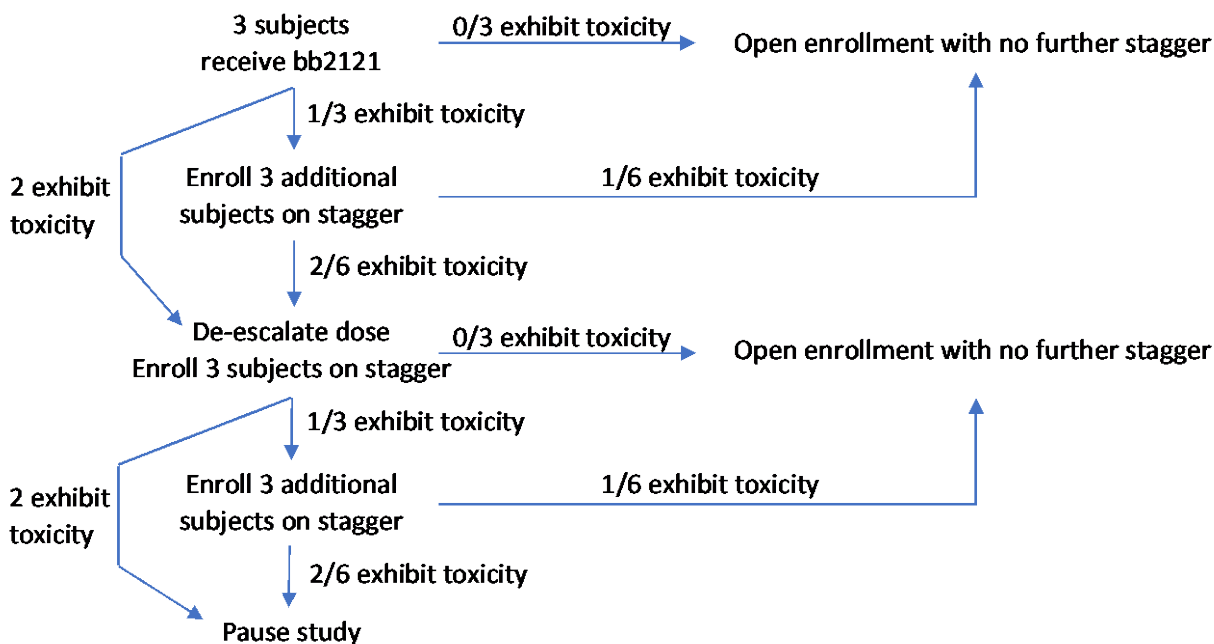 3 subjects
receive bb2121
0/3 exhibit toxicity
Open enrollment with no further stagger
1/3 exhibit toxicity
2 exhibit
toxicity
Enroll 3 additional
subjects on stagger
1/6 exhibit toxicity
2/6 exhibit toxicity
De-escalate dose
Enroll 3 subjects on stagger
0/3 exhibit toxicity
Open enrollment with no further stagger
1/3 exhibit toxicity
2 exhibit
toxicity
Enroll 3 additional
subjects on stagger
1/6 exhibit toxicity
2/6 exhibit toxicity
Pause study